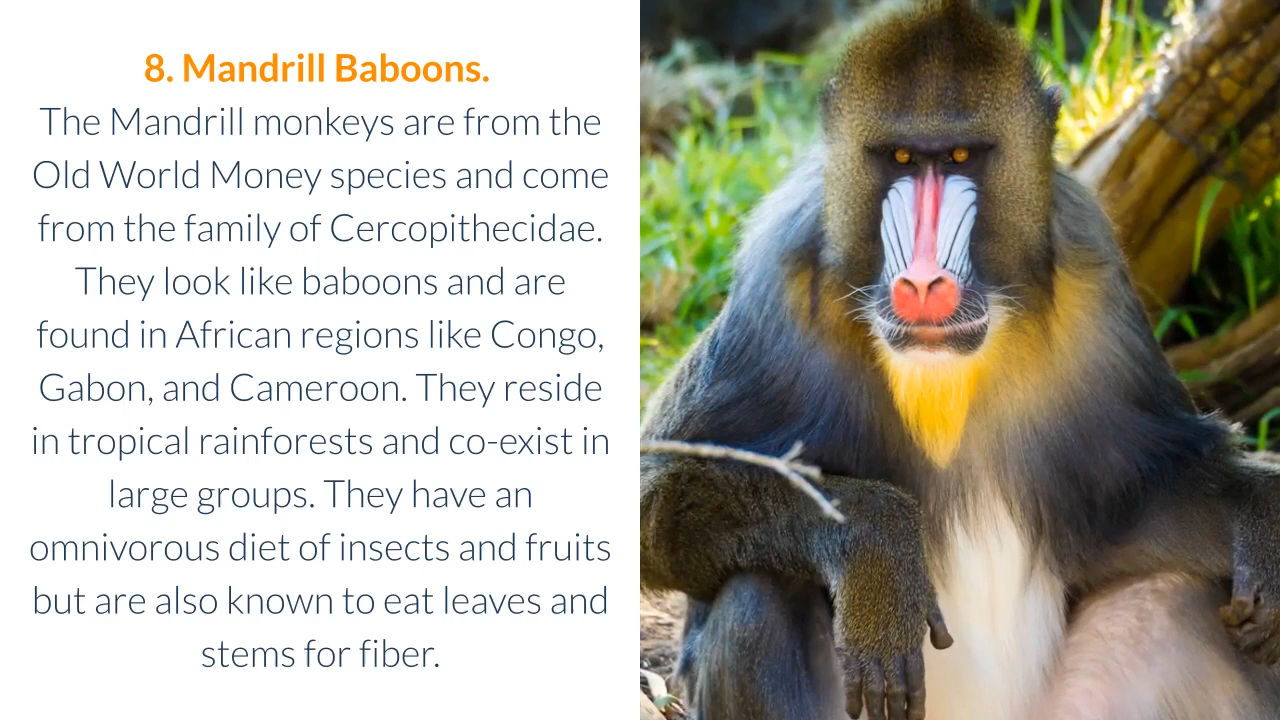 8. Mandrill Baboons.
The Mandrill monkeys are from the
Old World Money species and come
from the family of Cercopithecidae.
They look like baboons and are
found in African regions like Congo,
Gabon, and Cameroon. They reside
in tropical rainforests and co-exist in
large groups. They have an
omnivorous diet of insects and fruits
but are also known to eat leaves and
stems for fiber.